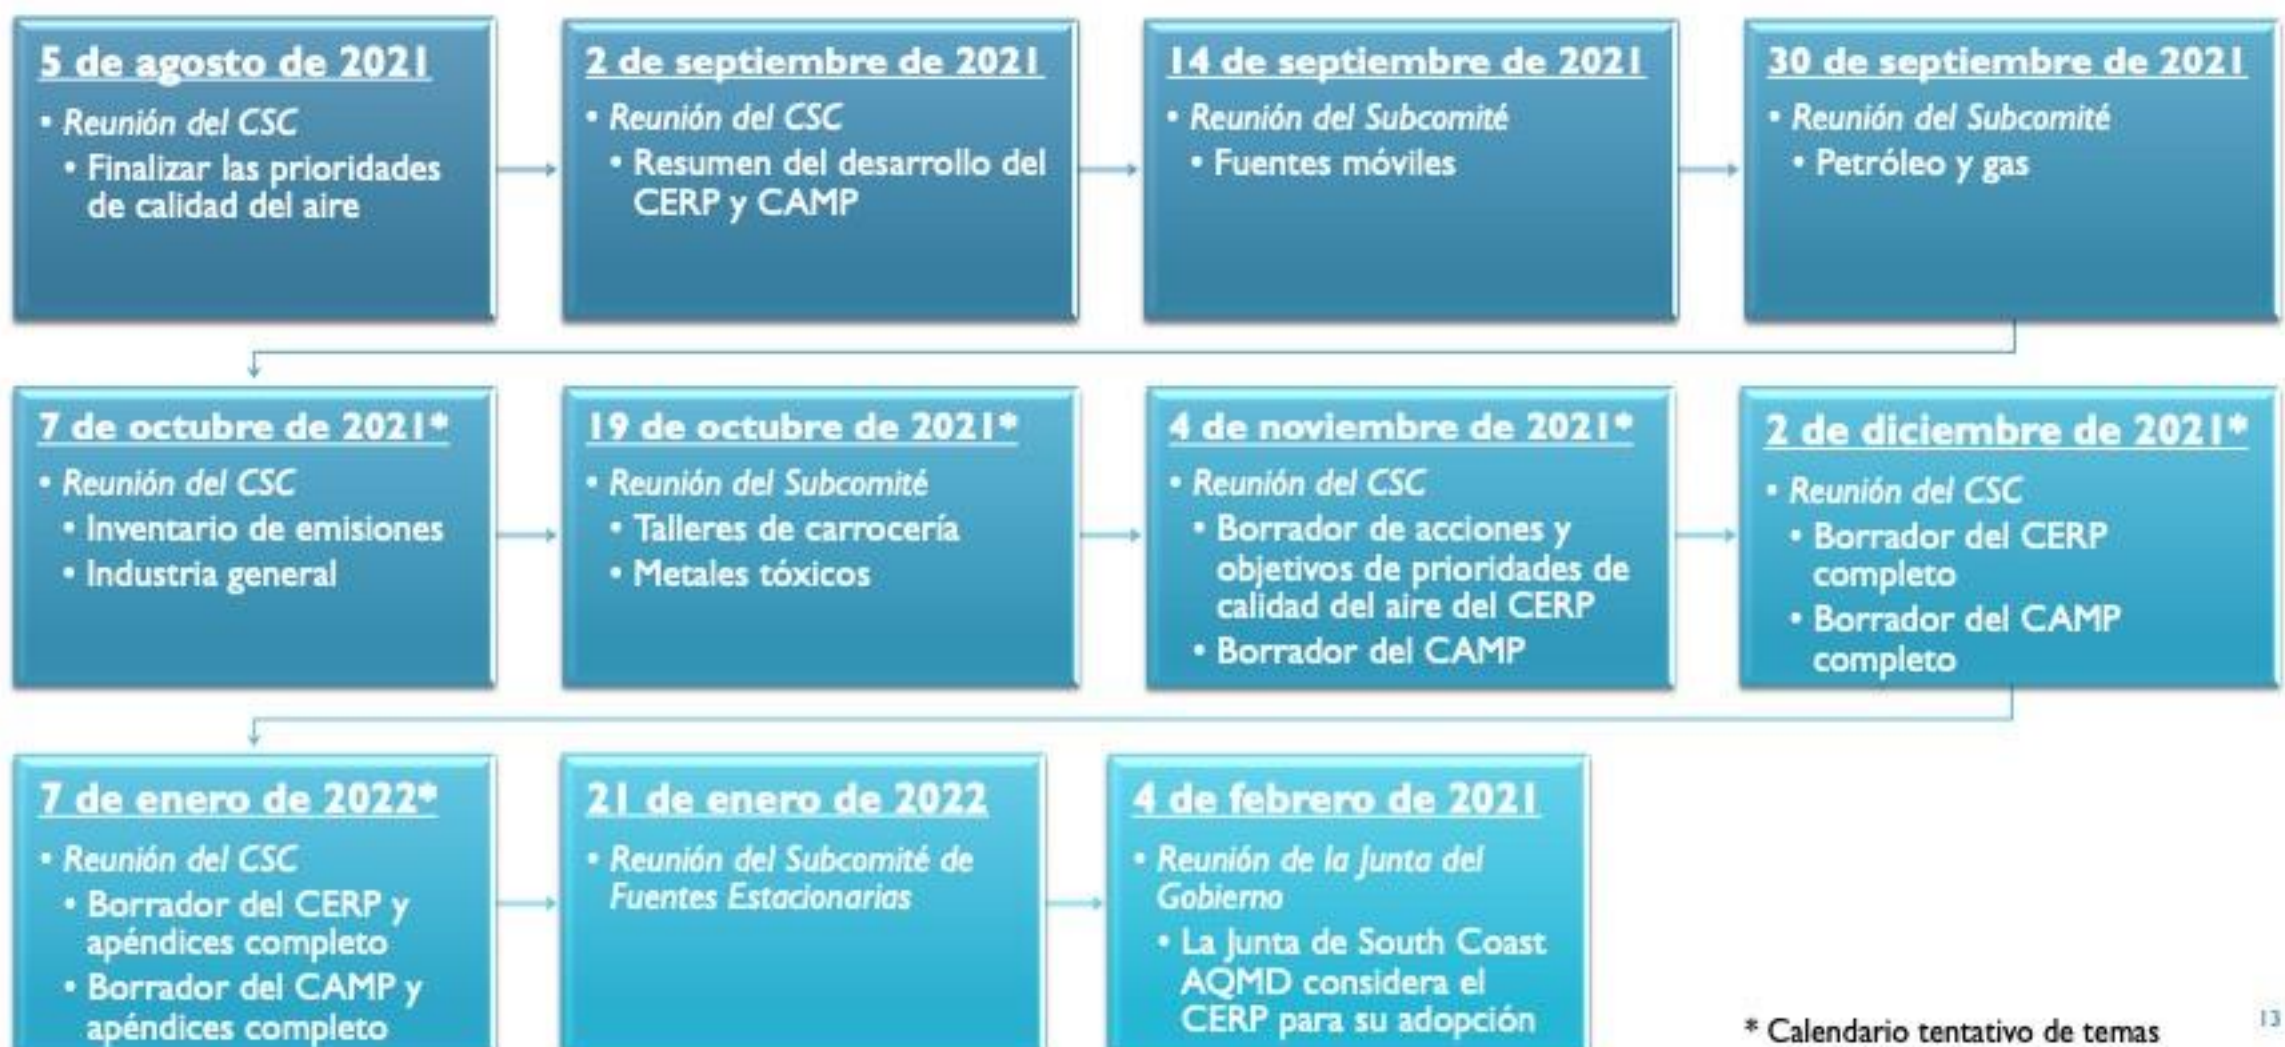 5 de agosto de 2021
• Reunión del CSC
• Finalizar las prioridades
de calidad del aire
2 de septiembre de 2021
• Reunión del CSC
• Resumen del desarrollo del
CERP y CAMP
14 de septiembre de 2021
• Reunión del Subcomité
• Fuentes móviles
30 de septiembre de 2021
• Reunión del Subcomité
• Petróleo y gas
7 de octubre de 2021*
• Reunión del CSC
• Inventario de emisiones
• Industria general
19 de octubre de 2021*
• Reunión del Subcomité
• Talleres de carrocería
• Metales tóxicos
4 de noviembre de 2021*
• Reunión del CSC
• Borrador de acciones y
objetivos de prioridades de
calidad del aire del CERP
• Borrador del CAMP
2 de diciembre de 2021*
• Reunión del CSC
• Borrador del CERP
completo
• Borrador del CAMP
completo
7 de enero de 2022*
• Reunión del CSC
• Borrador del CERP y
apéndices completo
• Borrador del CAMP y
apéndices completo
21 de enero de 2022
• Reunión del Subcomité de
Fuentes Estacionarias
4 de febrero de 2021
• Reunión de la Junta del
Gobierno
• La Junta de South Coast
AQMD considera el
CERP para su adopción
* Calendario tentativo de temas
13